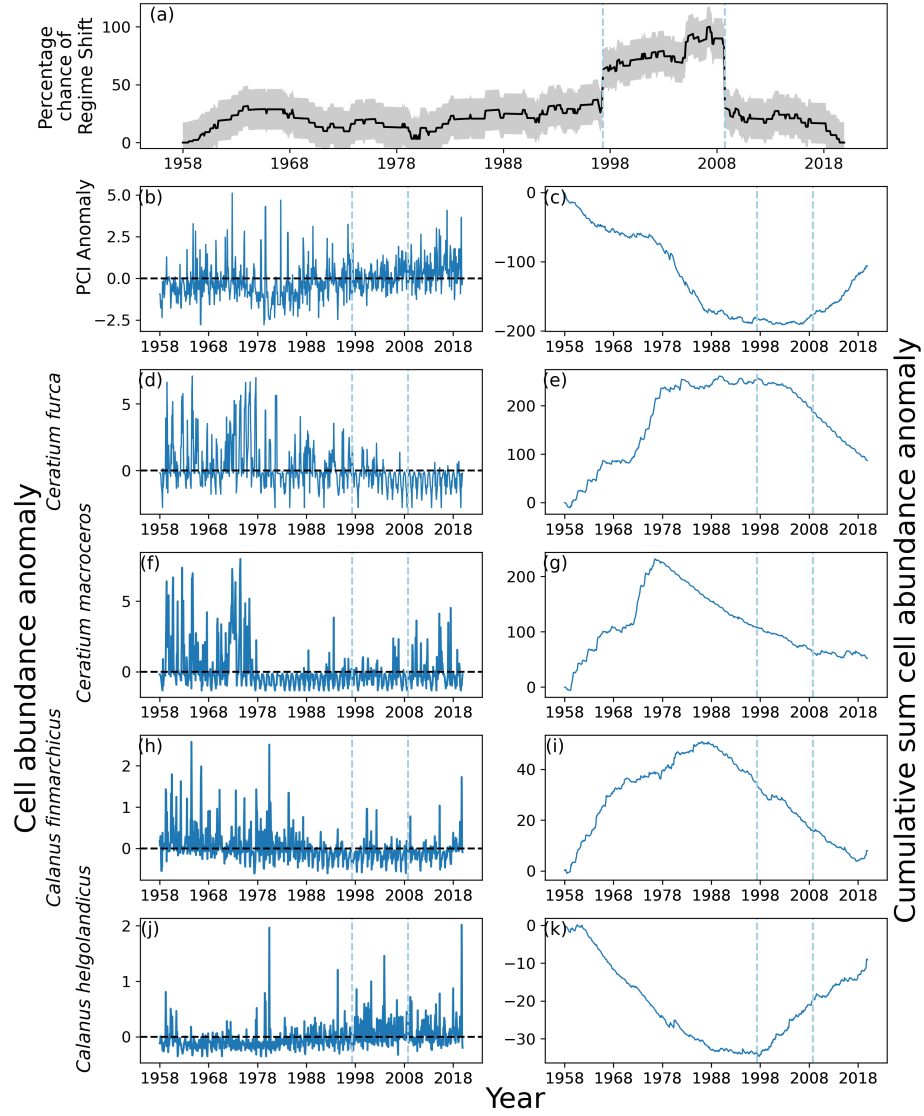 (a)
Percentage
chance of
Regime Shift
100
50
0
1958 1968 1978 1988 1998 2008 2018
(b)
PCI Anomaly
5.0
2.5
0.0
−2.5
1958 1968 1978 1988 1998 2008 2018
(c)
0
−100
−200
1958 1968 1978 1988 1998 2008 2018
(d)
Ceratium furca
5
0
1958 1968 1978 1988 1998 2008 2018
(e)
200
100
0
1958 1968 1978 1988 1998 2008 2018
(f)
Ceratium macroceros
5
0
1958 1968 1978 1988 1998 2008 2018
(g)
200
100
0
1958 1968 1978 1988 1998 2008 2018
(h)
Calanus finmarchicus
2
1
0
1958 1968 1978 1988 1998 2008 2018
(i)
40
20
0
1958 1968 1978 1988 1998 2008 2018
(j)
Calanus helgolandicus
2
1
0
1958 1968 1978 1988 1998 2008 2018
(k)
0
−10
−20
−30
1958 1968 1978 1988 1998 2008 2018
Cell abundance anomaly
Cumulative sum cell abundance anomaly
Year